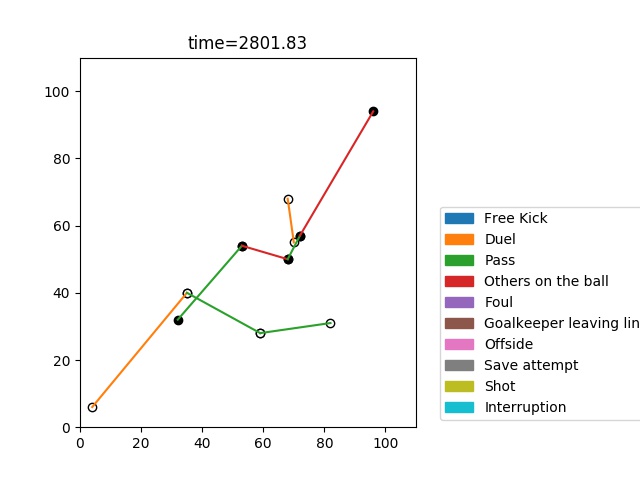 time=2801.83
100
80
60
40
20
0
0 20 40 60 80 100
Free Kick
Duel
Pass
Others on the ball
Foul
Goalkeeper leaving lin
Offside
Save attempt
Shot
Interruption